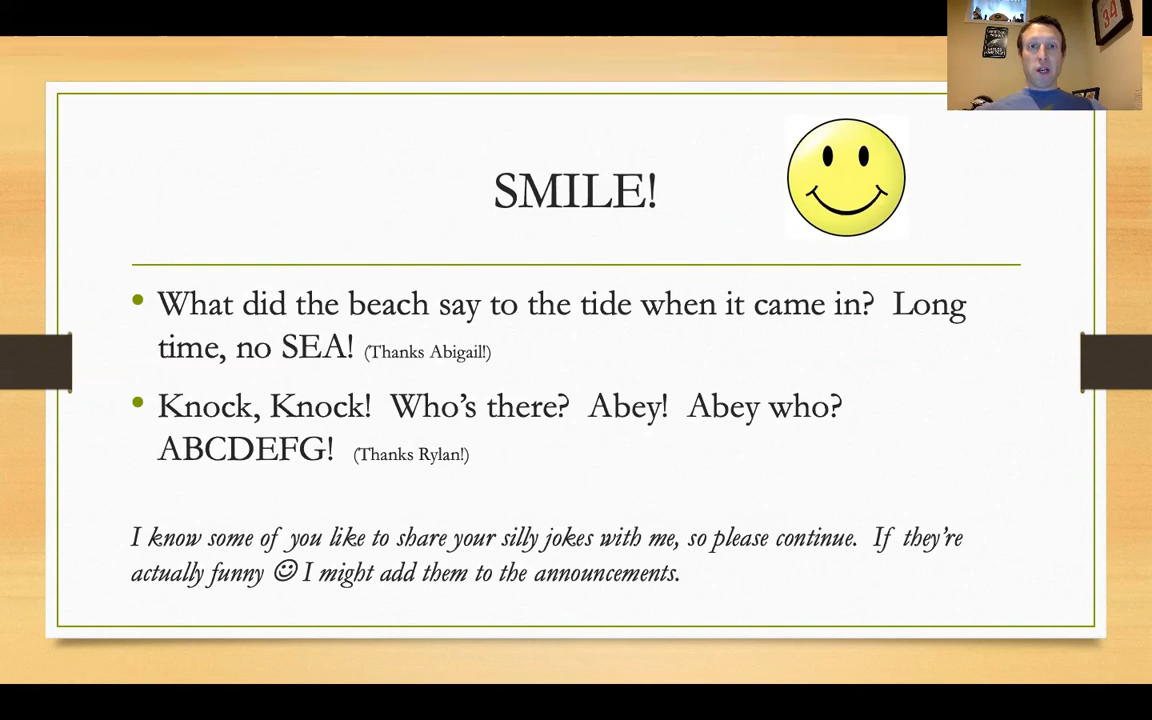 SMILE!
• What did the beach say to the tide when it came in?  Long
time, no SEA! (Thanks Abigail!)
• Knock, Knock!  Who’s there?  Abey!  Abey who?
ABCDEFG!  (Thanks Rylan!)
I know some of you like to share your silly jokes with me, so please continue.  If they’re
actually funny ☺ I might add them to the announcements.
34